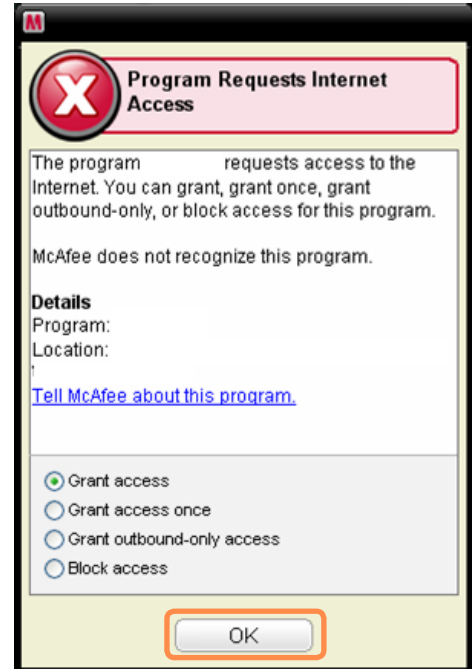 M
Program Requests Internet
Access
The program requests access to the
Internet. You can grant, grant once, grant
outbound-only, or block access for this program.
McAfee does not recognize this program.
Details
Program:
Location:
Tell McAfee about this program.
Grant access
Grant access once
Grant outbound-only access
Block access
OK